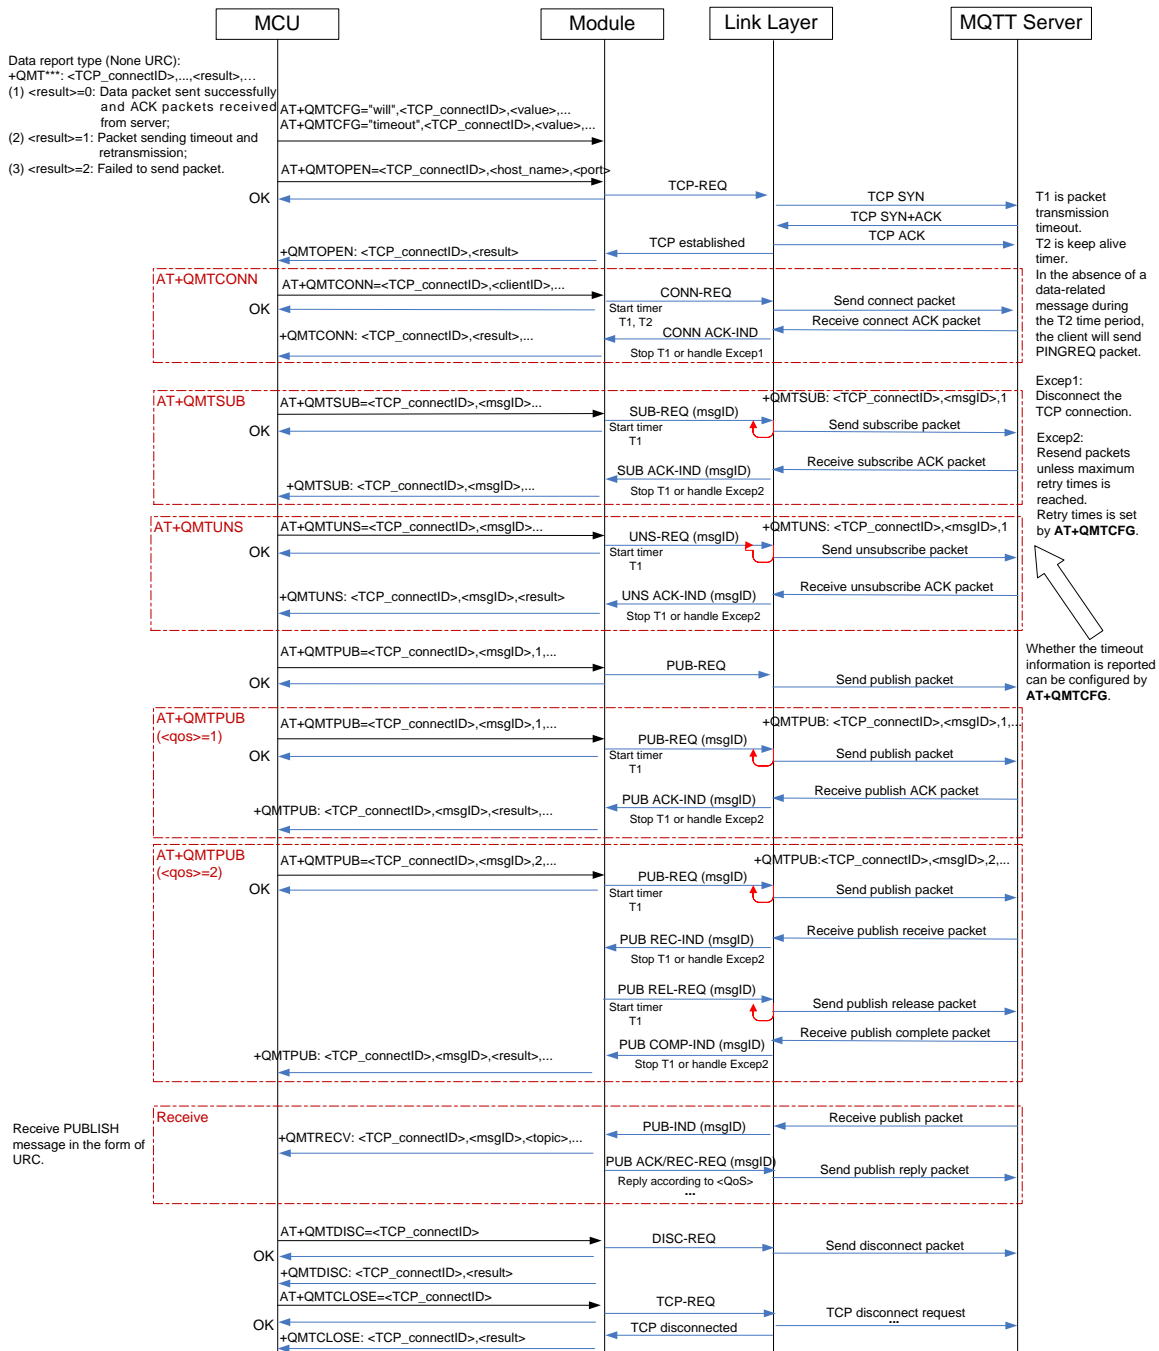 MCU
Module
Link Layer
MQTT Server
Data report type (None URC):
+QMT***: <TCP_connectID>,...,<result>,...
(1) <result>=0: Data packet sent successfully
and ACK packets received
from server;
(2) <result>=1: Packet sending timeout and
retransmission;
(3) <result>=2: Failed to send packet.
AT+QMTCFG="will",<TCP_connectID>,<value>,...
AT+QMTCFG="timeout",<TCP_connectID>,<value>,...
AT+QMTOPEN=<TCP_connectID>,<host_name>,<port>
OK
TCP-REQ
TCP SYN
TCP SYN+ACK
TCP ACK
TCP established
+QMTOPEN: <TCP_connectID>,<result>
T1 is packet
transmission
timeout.
T2 is keep alive
timer.
In the absence of a
data-related
message during
the T2 time period,
the client will send
PINGREQ packet.
Excep1:
Disconnect the
TCP connection.
Excep2:
Resend packets
unless maximum
retry times is
reached.
Retry times is set
by AT+QMTCFG.
Whether the timeout
information is reported
can be configured by
AT+QMTCFG.
AT+QMTCONN
AT+QMTCONN=<TCP_connectID>,<clientID>,...
OK
CONN-REQ
Start timer
T1, T2
Send connect packet
Receive connect ACK packet
CONN ACK-IND
+QMTCONN: <TCP_connectID>,<result>,...
Stop T1 or handle Excep1
AT+QMTSUB
AT+QMTSUB=<TCP_connectID>,<msgID>...
OK
SUB-REQ (msgID)
Start timer
T1
+QMTSUB: <TCP_connectID>,<msgID>,1
Send subscribe packet
Receive subscribe ACK packet
SUB ACK-IND (msgID)
Stop T1 or handle Excep2
+QMTSUB: <TCP_connectID>,<msgID>,...
AT+QMTUNS
AT+QMTUNS=<TCP_connectID>,<msgID>...
OK
UNS-REQ (msgID)
Start timer
T1
+QMTUNS: <TCP_connectID>,<msgID>,1
Send unsubscribe packet
Receive unsubscribe ACK packet
UNS ACK-IND (msgID)
Stop T1 or handle Excep2
+QMTUNS: <TCP_connectID>,<msgID>,<result>
AT+QMTPUB=<TCP_connectID>,<msgID>,1,...
OK
PUB-REQ
Send publish packet
AT+QMTPUB
(<qos>=1)
AT+QMTPUB=<TCP_connectID>,<msgID>,1,...
OK
PUB-REQ (msgID)
Start timer
T1
+QMTPUB: <TCP_connectID>,<msgID>,1,...
Send publish packet
Receive publish ACK packet
PUB ACK-IND (msgID)
Stop T1 or handle Excep2
+QMTPUB: <TCP_connectID>,<msgID>,<result>,...
AT+QMTPUB
(<qos>=2)
AT+QMTPUB=<TCP_connectID>,<msgID>,2,...
OK
PUB-REQ (msgID)
Start timer
T1
+QMTPUB:<TCP_connectID>,<msgID>,2,...
Send publish packet
Receive publish receive packet
PUB REC-IND (msgID)
Stop T1 or handle Excep2
PUB REL-REQ (msgID)
Start timer
T1
Send publish release packet
Receive publish complete packet
PUB COMP-IND (msgID)
Stop T1 or handle Excep2
+QMTPUB: <TCP_connectID>,<msgID>,<result>,...
Receive PUBLISH
message in the form of
URC.
Receive
Receive publish packet
PUB-IND (msgID)
+QMTRECV: <TCP_connectID>,<msgID>,<topic>,...
PUB ACK/REC-REQ (msgID)
Reply according to <QoS>
...
Send publish reply packet
AT+QMTDISC=<TCP_connectID>
OK
DISC-REQ
Send disconnect packet
+QMTDISC: <TCP_connectID>,<result>
AT+QMTCLOSE=<TCP_connectID>
OK
TCP-REQ
TCP disconnect request
...
TCP disconnected
+QMTCLOSE: <TCP_connectID>,<result>